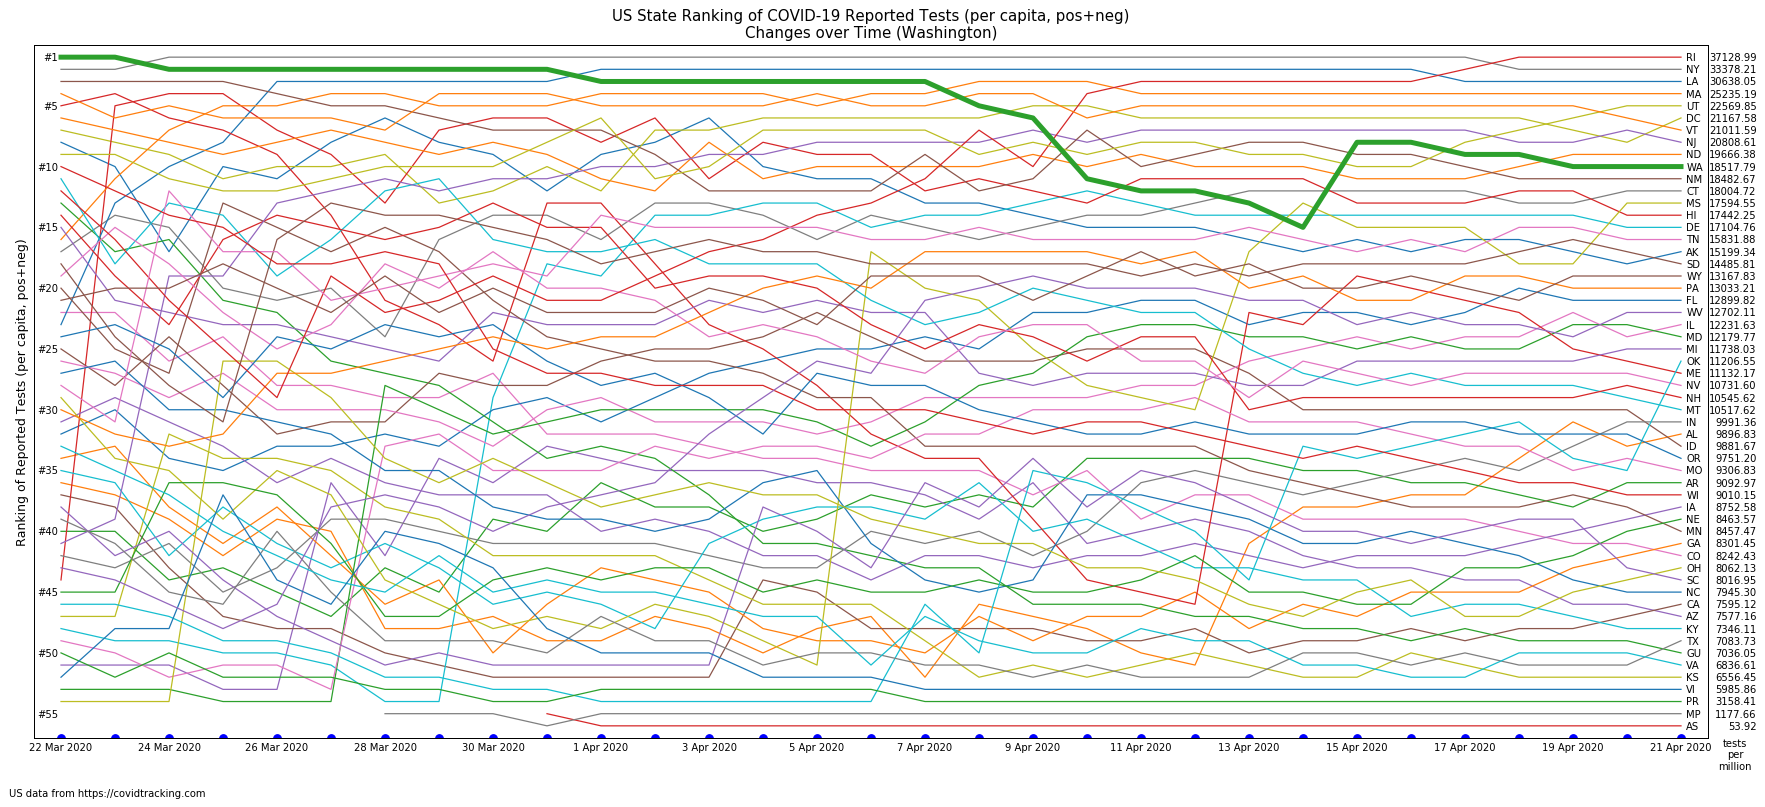 US State Ranking of COVID-19 Reported Tests (per capita, pos+neg)
Changes over Time (Washington)
Ranking of Reported Tests (per capita, pos+neg)
#1
#5
#10
#15
#20
#25
#30
#35
#40
#45
#50
#55
RI 37128.99
NY 33378.21
LA 30638.05
MA 25235.19
UT 22569.85
DC 21167.58
VT 21011.59
NJ 20808.61
ND 19666.38
WA 18517.79
NM 18482.67
CT 18004.72
MS 17594.55
HI 17442.25
DE 17104.76
TN 15831.88
AK 15199.34
SD 14485.81
WY 13167.83
PA 13033.21
FL 12899.82
WV 12702.11
IL 12231.63
MD 12179.77
MI 11738.03
OK 11206.55
ME 11132.17
NV 10731.60
NH 10545.62
MT 10517.62
IN 9991.36
AL 9896.83
ID 9881.67
OR 9751.20
MO 9306.83
AR 9092.97
WI 9010.15
IA 8752.58
NE 8463.57
MN 8457.47
GA 8301.45
CO 8242.43
OH 8062.13
SC 8016.95
NC 7945.30
CA 7595.12
AZ 7577.16
KY 7346.11
TX 7083.73
GU 7036.05
VA 6836.61
KS 6556.45
VI 5985.86
PR 3158.41
MP 1177.66
AS 53.92
22 Mar 2020 24 Mar 2020 26 Mar 2020 28 Mar 2020 30 Mar 2020 1 Apr 2020 3 Apr 2020 5 Apr 2020 7 Apr 2020 9 Apr 2020 11 Apr 2020 13 Apr 2020 15 Apr 2020 17 Apr 2020 19 Apr 2020 21 Apr 2020
tests
per
million
US data from https://covidtracking.com